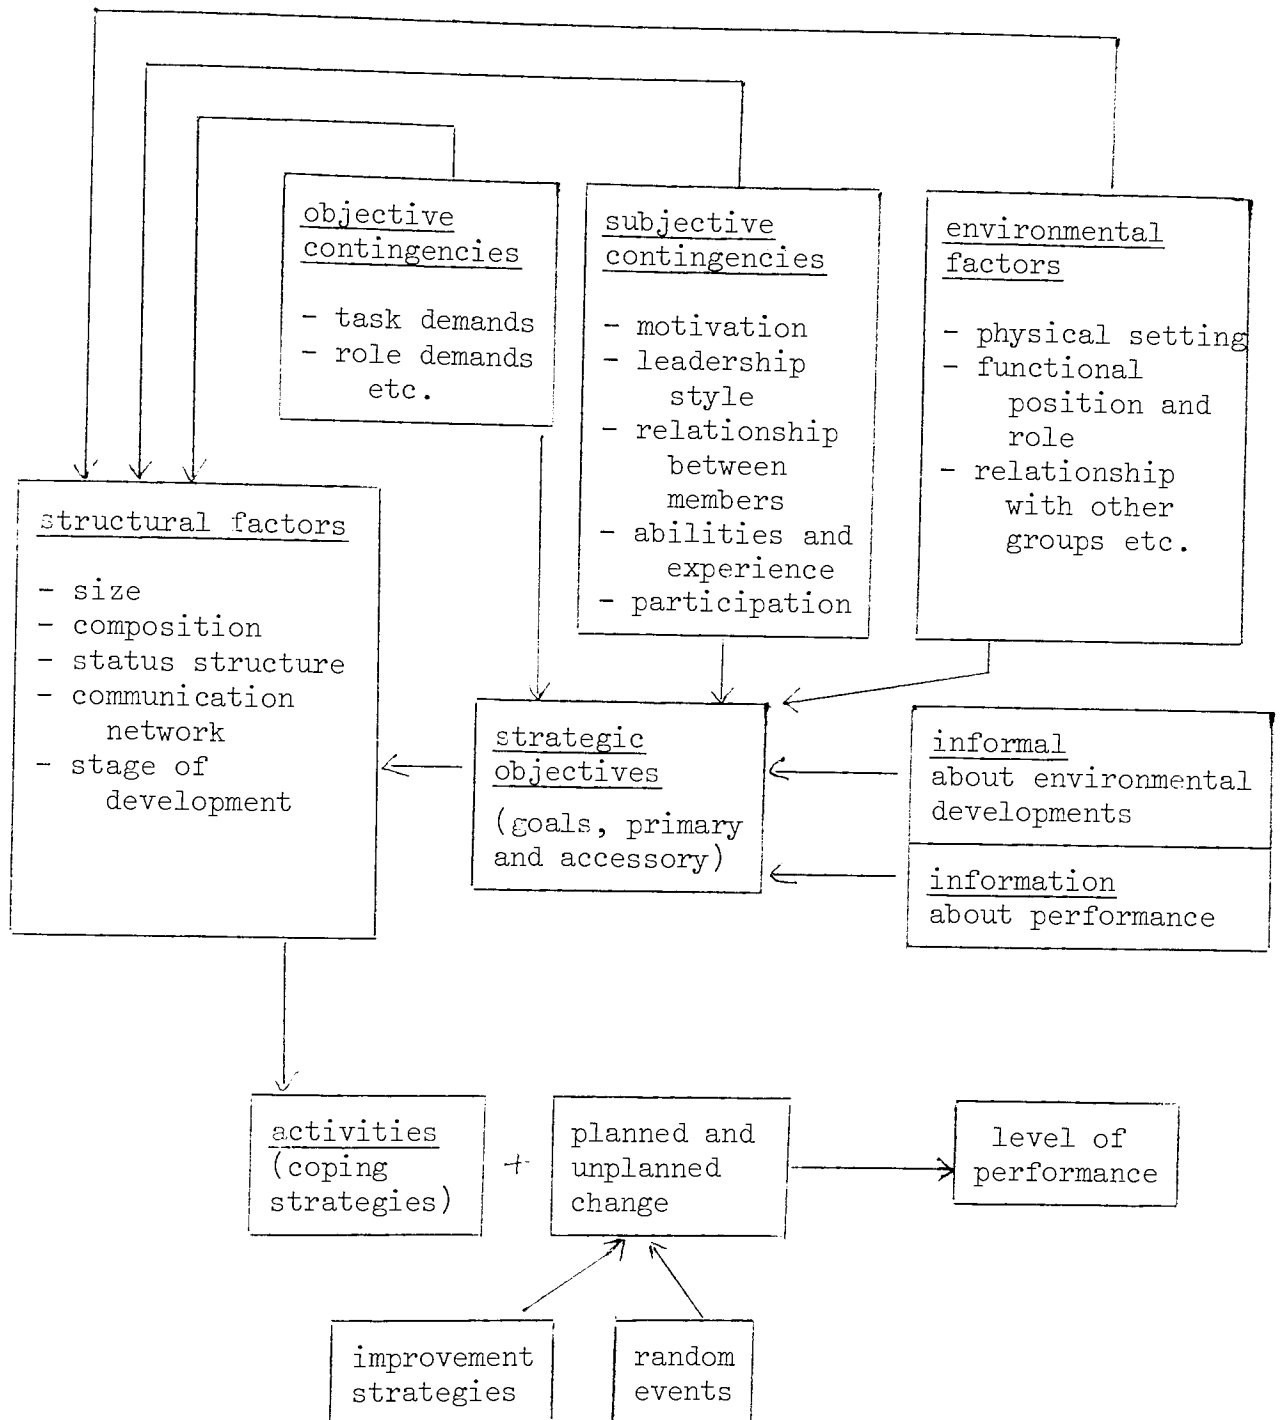 objective
contingencies
- task demands
- role demands
etc.
subjective
contingencies
- motivation
- leadership
style
- relationship
between
members
- abilities and
experience
- participation
environmental
factors
- physical setting
- functional
position and
role
- relationship
with other
groups etc.
structural factors
- size
- composition
- status structure
- communication
network
- stage of
development
strategic
objectives
(goals, primary
and accessory)
informal
about environmental
developments
information
about performance
activities
(coping
strategies)
+
planned and
unplanned
change
level of
performance
improvement
strategies
random
events